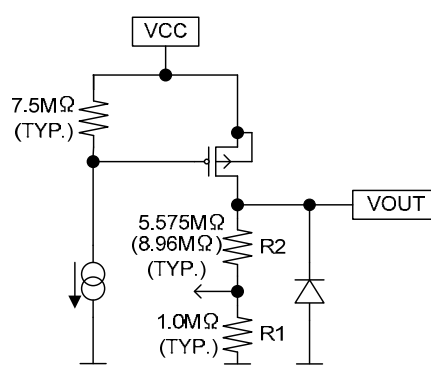 VCC
7.5MΩ
(TYP.)
VOUT
5.575MΩ
(8.96MΩ)
(TYP.)
R2
1.0MΩ
(TYP.)
R1